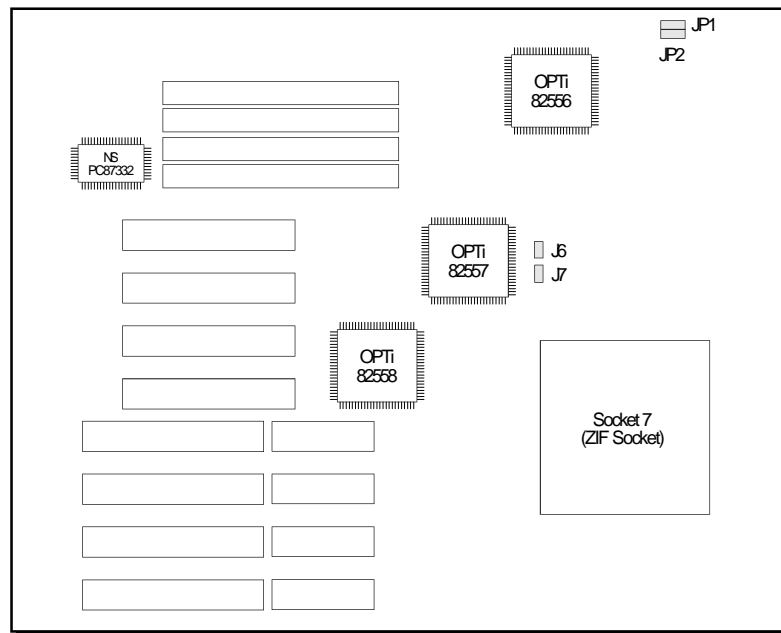 JP1
JP2
OPTi
82556
NS
PC87332
OPTi
82557
J6
J7
OPTi
82558
Socket 7
(ZIF Socket)